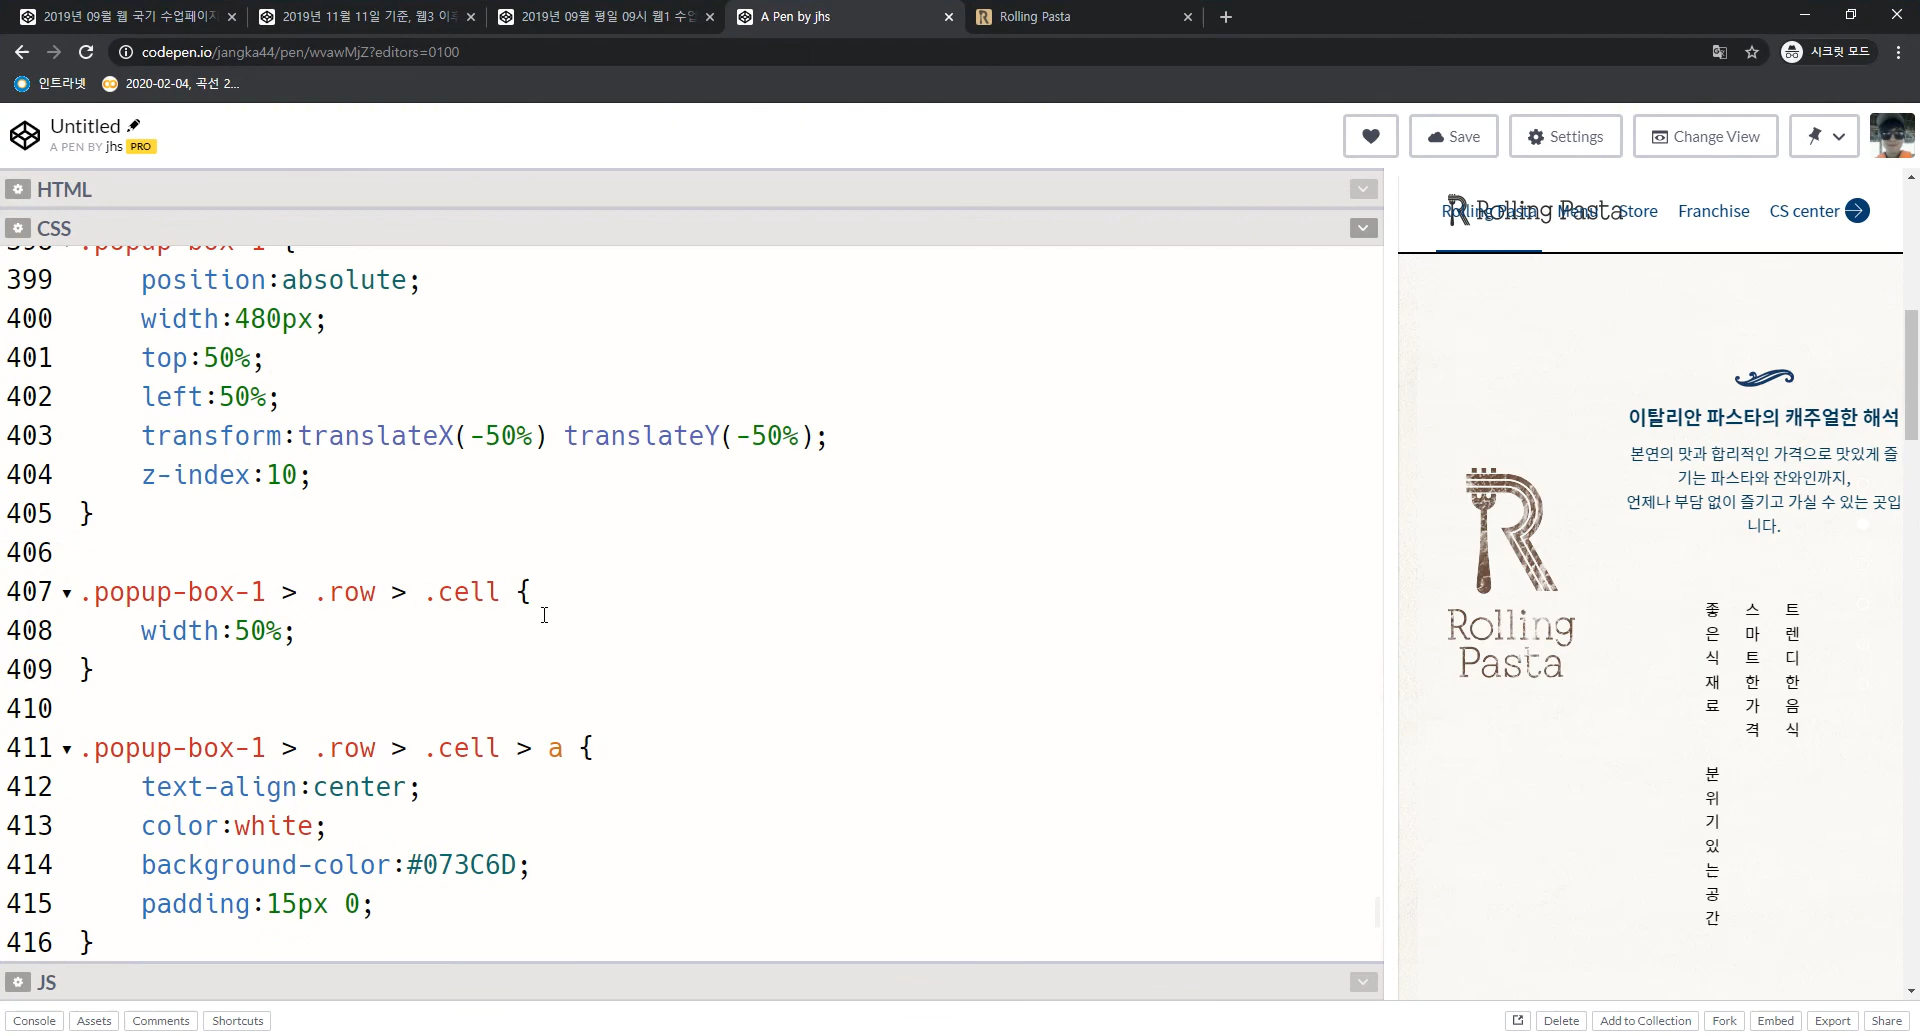 2019년 09월 웹 국기 수업페이지
2019년 11월 11일 기준, 웹3 이
2019년 09월 평일 09시 웹1 수업
A Pen by jhs
Rolling Pasta
codepen.io/jangka44/pen/wvawMjZ?editors=0100
시크릿 모드
인트라넷
2020-02-04, 곡선 2...
Untitled
A PEN BY jhs PRO
Save
Settings
Change View
HTML
CSS
398 .popup-box-1 {
399 position:absolute;
400 width:480px;
401 top:50%;
402 left:50%;
403 transform:translateX(-50%) translateY(-50%);
404 z-index:10;
405 }
406
407 .popup-box-1 > .row > .cell {
408 width:50%;
409 }
410
411 .popup-box-1 > .row > .cell > a {
412 text-align:center;
413 color:white;
414 background-color:#073C6D;
415 padding:15px 0;
416 }
JS
Rolling Pasta
Rolling Pasta Menu Store Franchise CS center
이탈리안 파스타의 캐주얼한 해석
본연의 맛과 합리적인 가격으로 맛있게 즐
기는 파스타와 잔와인까지,
언제나 부담 없이 즐기고 가실 수 있는 곳입
니다.
Rolling
Pasta
좋은식재료
스마트한가격
트렌디한음식
분위기있는공간
Console
Assets
Comments
Shortcuts
Delete
Add to Collection
Fork
Embed
Export
Share